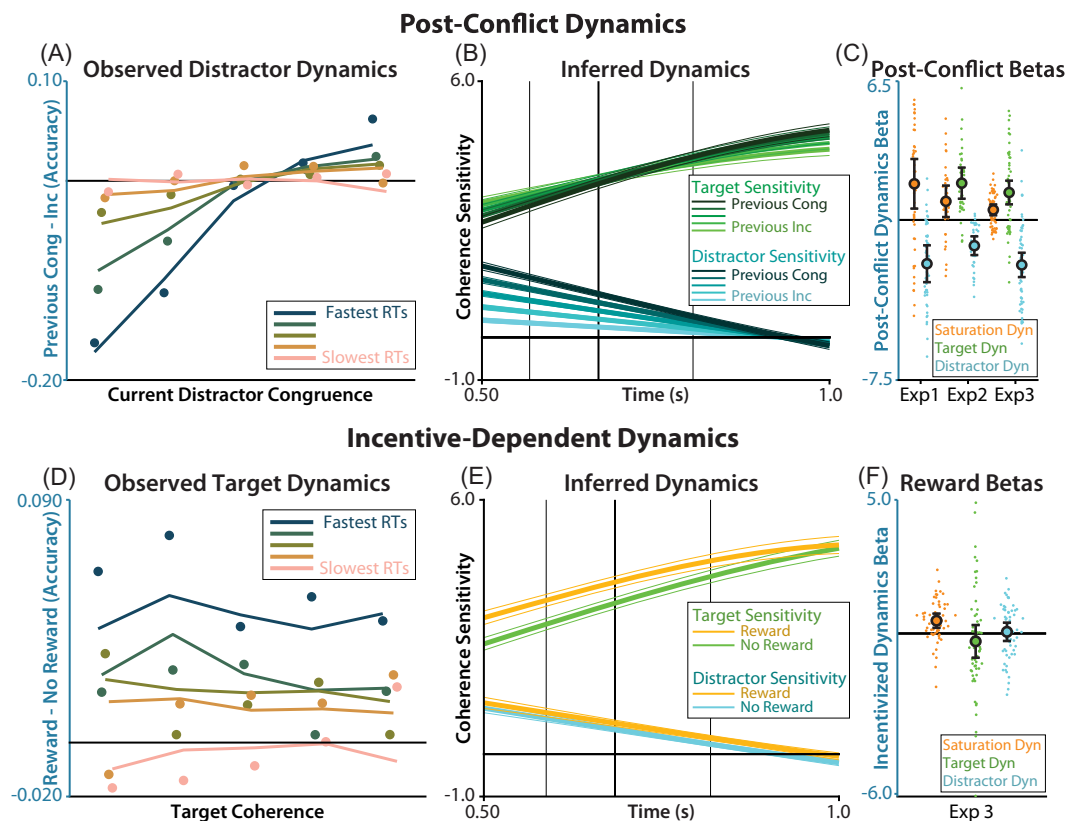 Post-Conflict Dynamics
(A)
Observed Distractor Dynamics
0.10
Previous Cong - Inc (Accuracy)
-0.20
Fastest RTs
Slowest RTs
Current Distractor Congruence
(B)
Inferred Dynamics
6.0
Coherence Sensitivity
-1.0
Target Sensitivity
Previous Cong
Previous Inc
Distractor Sensitivity
Previous Cong
Previous Inc
0.50
Time (s)
1.0
(C)
Post-Conflict Betas
6.5
Post-Conflict Dynamics Beta
-7.5
Saturation Dyn
Target Dyn
Distractor Dyn
Exp1 Exp2 Exp3
Incentive-Dependent Dynamics
(D)
Observed Target Dynamics
0.090
Reward - No Reward (Accuracy)
-0.020
Fastest RTs
Slowest RTs
Target Coherence
(E)
Inferred Dynamics
6.0
Coherence Sensitivity
-1.0
Target Sensitivity
Reward
No Reward
Distractor Sensitivity
Reward
No Reward
0.50
Time (s)
1.0
(F)
Reward Betas
5.0
Incentivized Dynamics Beta
-6.0
Saturation Dyn
Target Dyn
Distractor Dyn
Exp 3